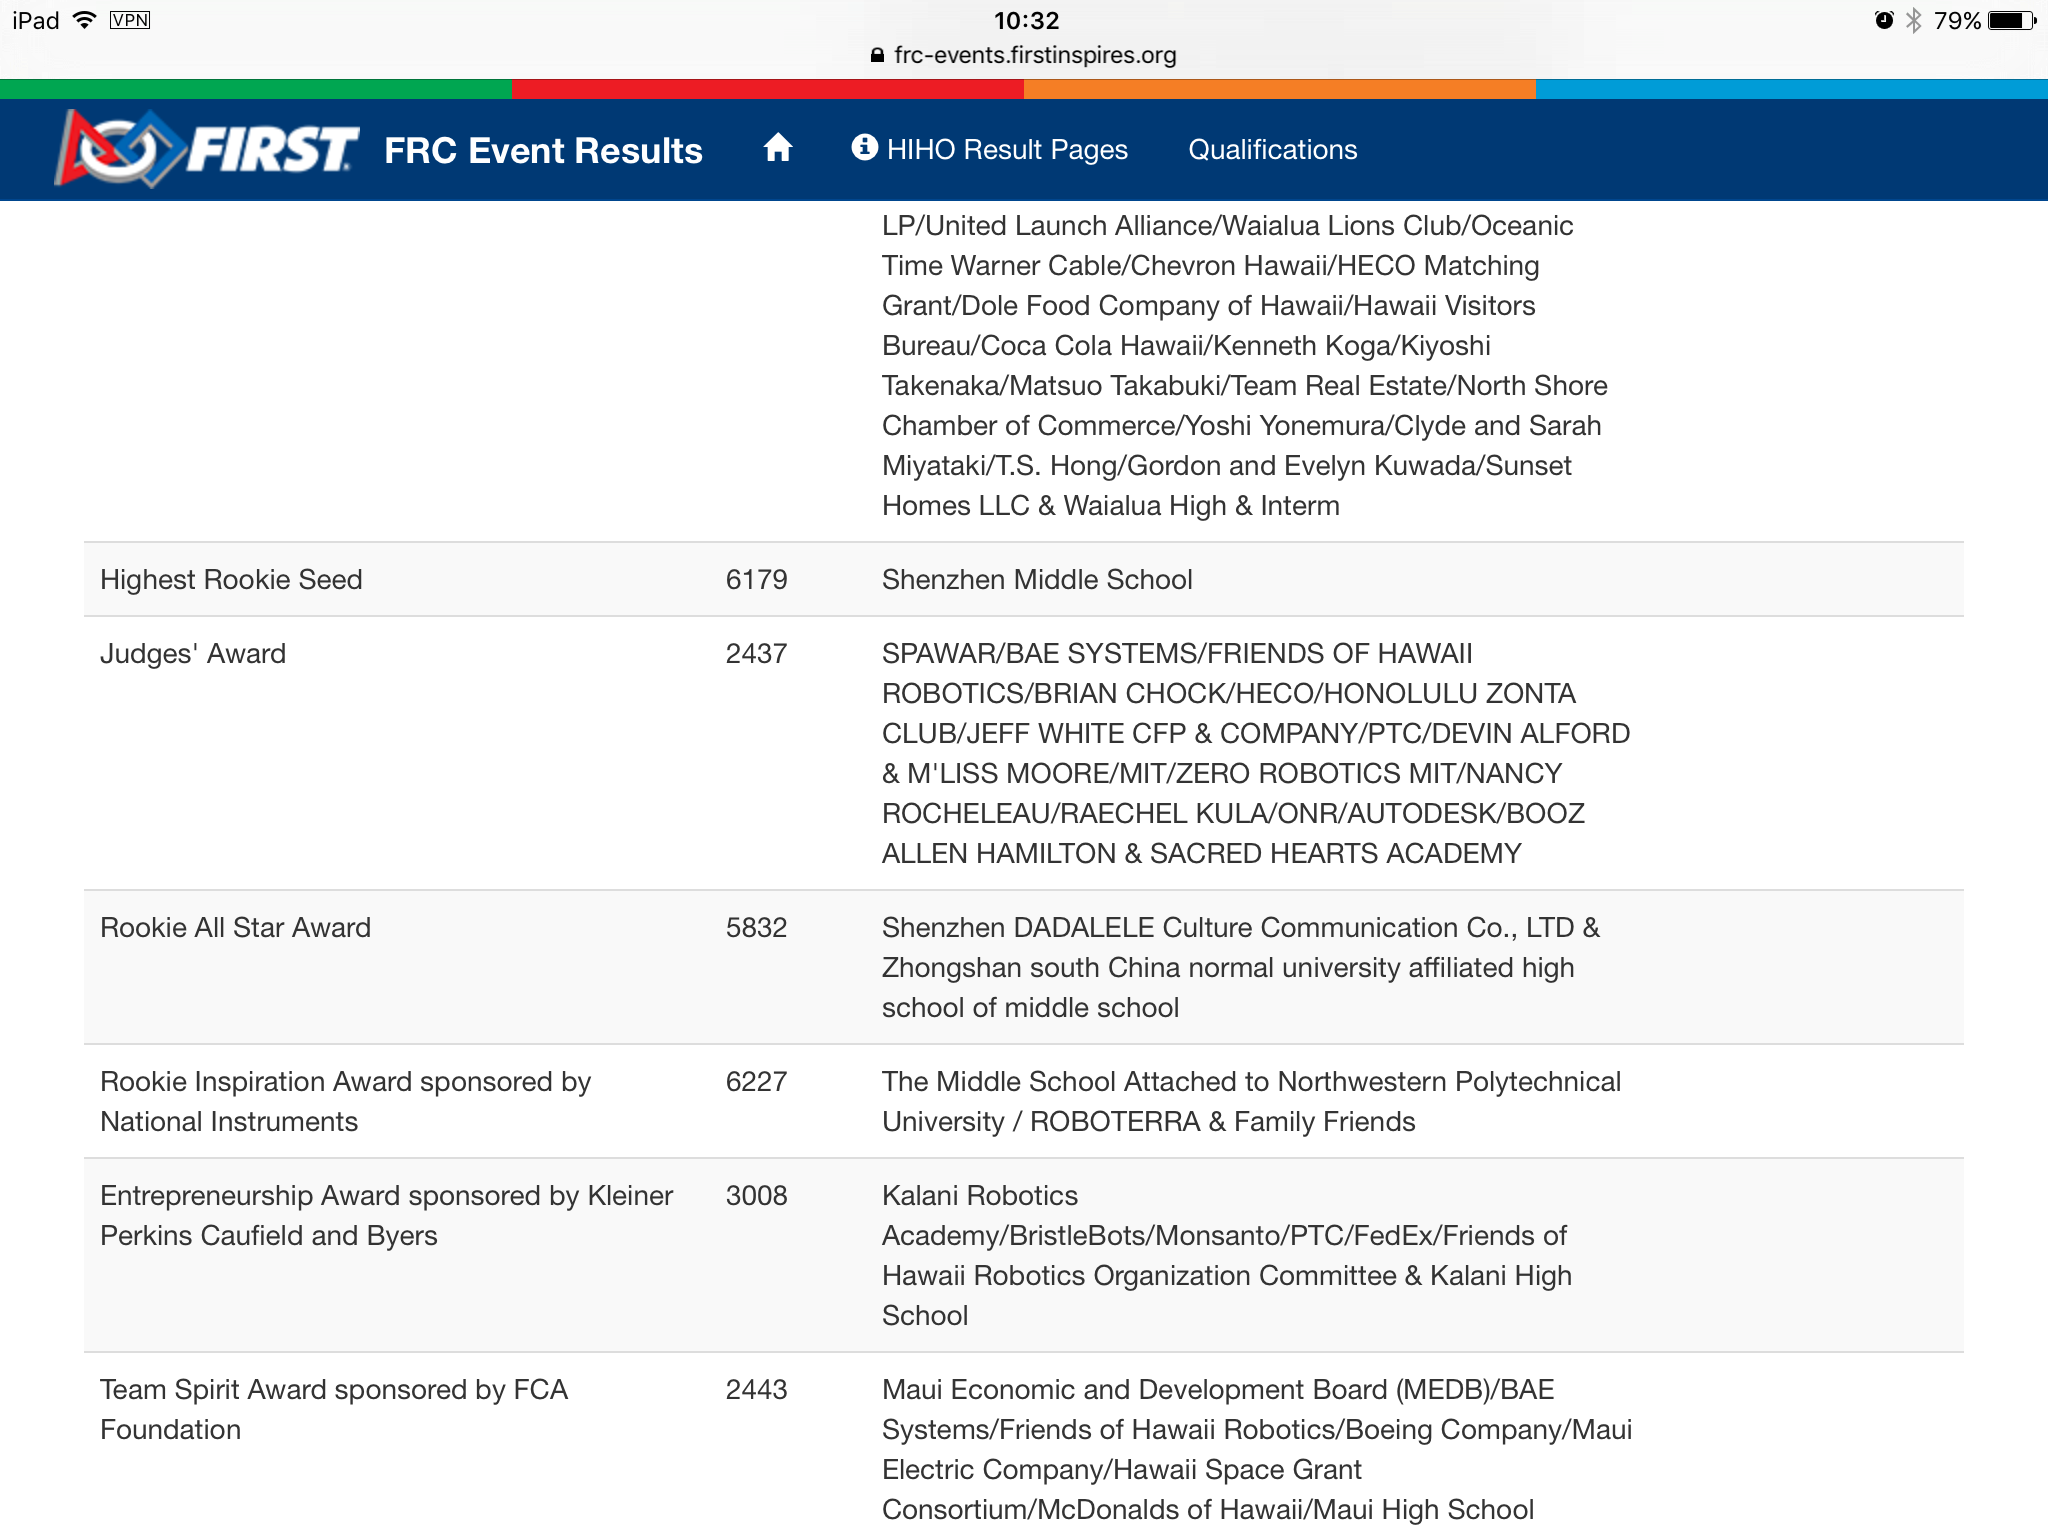 iPad VPN 10:32 79%
frc-events.firstinspires.org
FIRST FRC Event Results HIHO Result Pages Qualifications
LP/United Launch Alliance/Waialua Lions Club/Oceanic
Time Warner Cable/Chevron Hawaii/HECO Matching
Grant/Dole Food Company of Hawaii/Hawaii Visitors
Bureau/Coca Cola Hawaii/Kenneth Koga/Kiyoshi
Takenaka/Matsuo Takabuki/Team Real Estate/North Shore
Chamber of Commerce/Yoshi Yonemura/Clyde and Sarah
Miyataki/T.S. Hong/Gordon and Evelyn Kuwada/Sunset
Homes LLC & Waialua High & Interm
Highest Rookie Seed 6179 Shenzhen Middle School
Judges' Award 2437 SPAWAR/BAE SYSTEMS/FRIENDS OF HAWAII
ROBOTICS/BRIAN CHOCK/HECO/HONOLULU ZONTA
CLUB/JEFF WHITE CFP & COMPANY/PTC/DEVIN ALFORD
& M'LISS MOORE/MIT/ZERO ROBOTICS MIT/NANCY
ROCHELEAU/RAECHEL KULA/ONR/AUTODESK/BOOZ
ALLEN HAMILTON & SACRED HEARTS ACADEMY
Rookie All Star Award 5832 Shenzhen DADALELE Culture Communication Co., LTD &
Zhongshan south China normal university affiliated high
school of middle school
Rookie Inspiration Award sponsored by 6227 The Middle School Attached to Northwestern Polytechnical
National Instruments University / ROBOTERRA & Family Friends
Entrepreneurship Award sponsored by Kleiner 3008 Kalani Robotics
Perkins Caufield and Byers Academy/BristleBots/Monsanto/PTC/FedEx/Friends of
Hawaii Robotics Organization Committee & Kalani High
School
Team Spirit Award sponsored by FCA 2443 Maui Economic and Development Board (MEDB)/BAE
Foundation Systems/Friends of Hawaii Robotics/Boeing Company/Maui
Electric Company/Hawaii Space Grant
Consortium/McDonalds of Hawaii/Maui High School